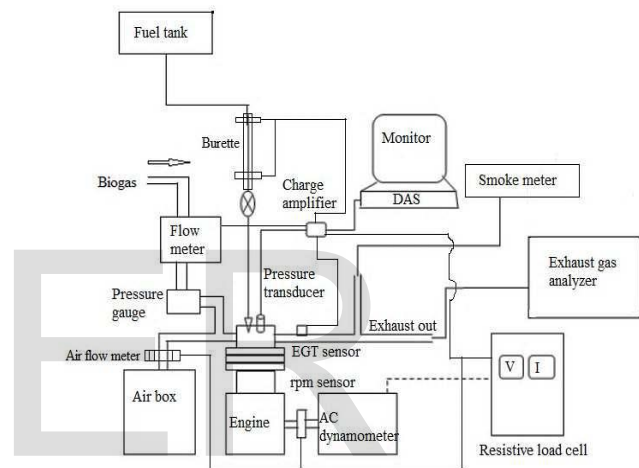 Fuel tank
Burette
Monitor
Biogas
Charge
amplifier
DAS
Smoke meter
Flow
meter
Pressure
gauge
Pressure
transducer
Exhaust gas
analyzer
Exhaust out
Air flow meter
EGT sensor
rpm sensor
V I
Air box
Engine
AC
dynamometer
Resistive load cell
ER